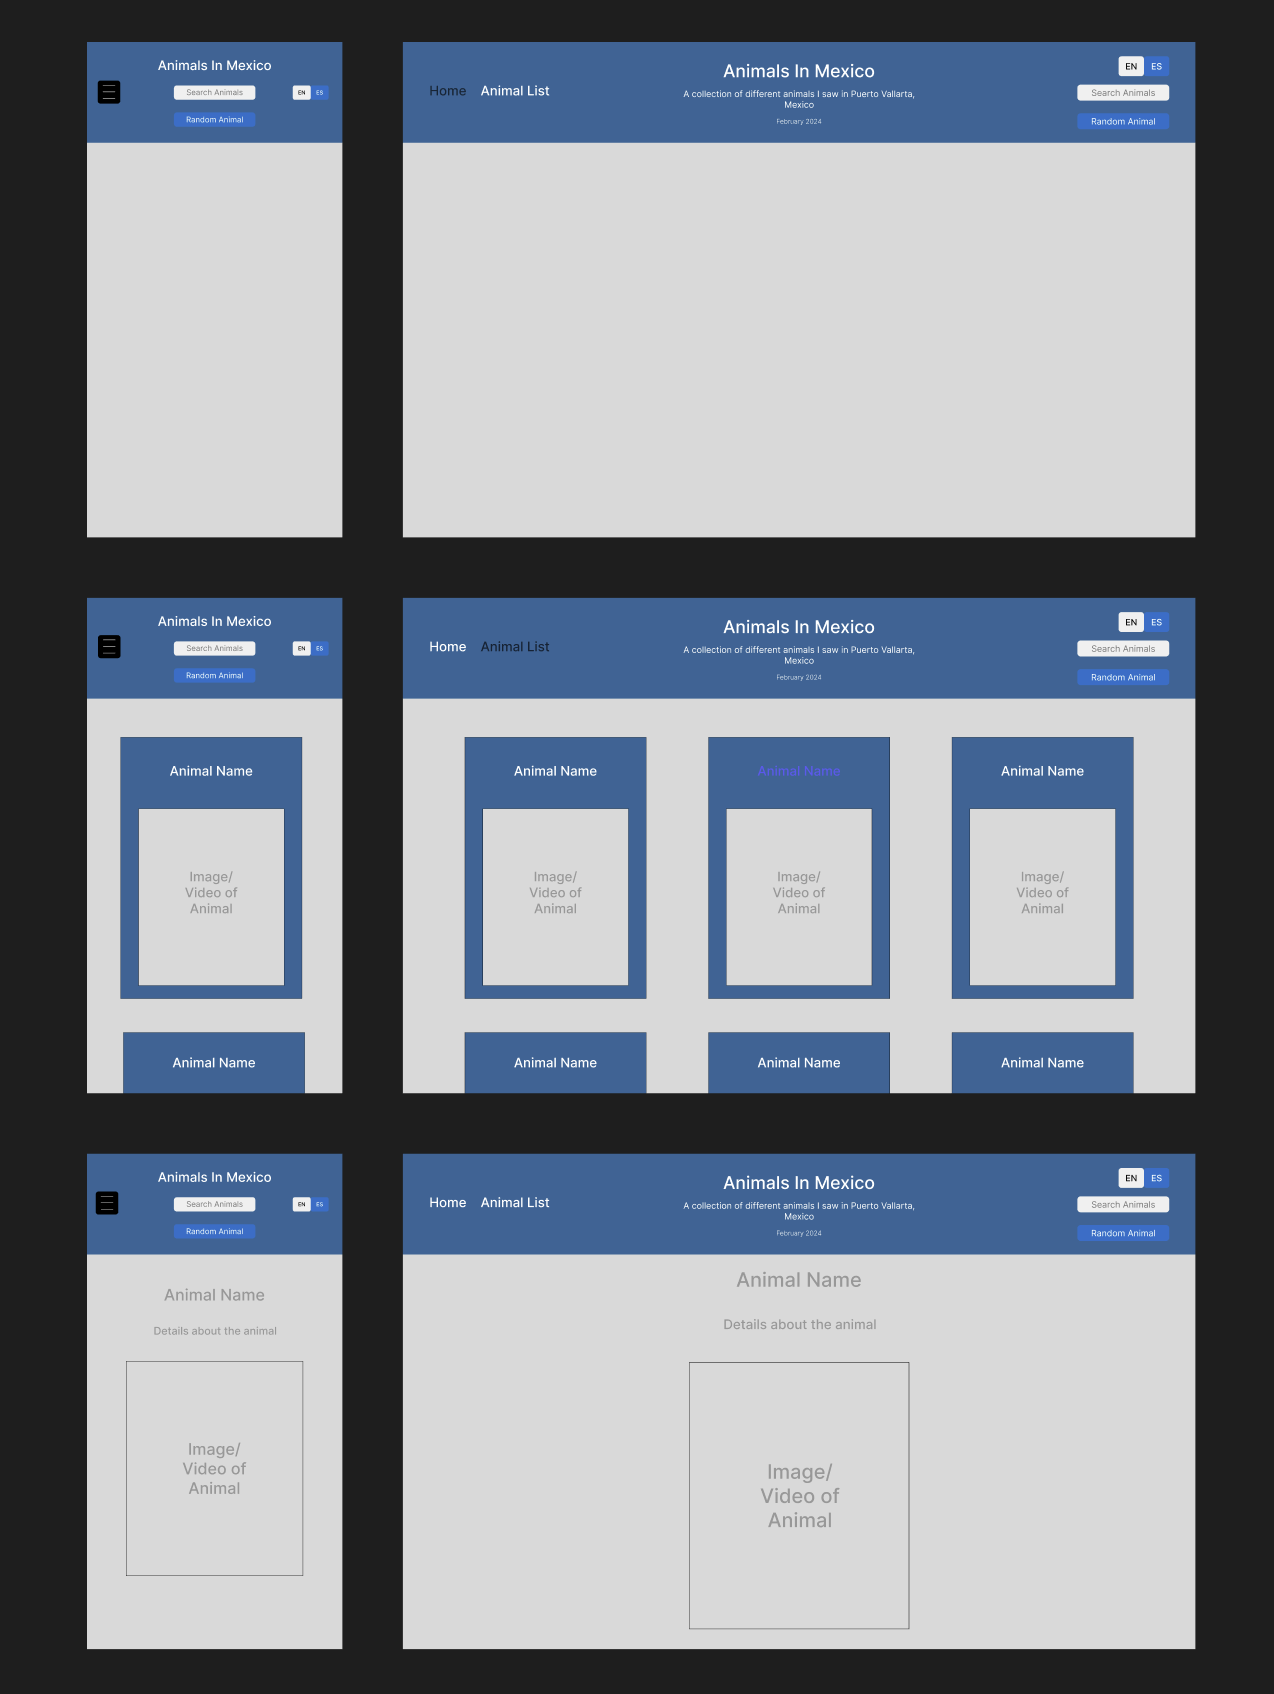 Animals In Mexico
Search Animals
EN ES
Random Animal
Home Animal List
Animals In Mexico
A collection of different animals I saw in Puerto Vallarta,
Mexico
February 2024
EN ES
Search Animals
Random Animal
Animals In Mexico
Search Animals
EN ES
Random Animal
Animal Name
Image/
Video of
Animal
Animal Name
Home Animal List
Animals In Mexico
A collection of different animals I saw in Puerto Vallarta,
Mexico
February 2024
EN ES
Search Animals
Random Animal
Animal Name
Image/
Video of
Animal
Animal Name
Image/
Video of
Animal
Animal Name
Image/
Video of
Animal
Animal Name
Animal Name
Animal Name
Animals In Mexico
Search Animals
EN ES
Random Animal
Animal Name
Details about the animal
Image/
Video of
Animal
Home Animal List
Animals In Mexico
A collection of different animals I saw in Puerto Vallarta,
Mexico
February 2024
EN ES
Search Animals
Random Animal
Animal Name
Details about the animal
Image/
Video of
Animal